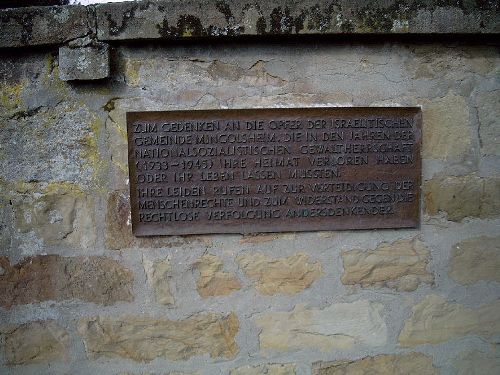 ZUM GEDENKEN AN DIE OPFER DER ISRAELITISCHEN
GEMEINDE MINGOLSHEIM, DIE IN DEN JAHREN DER
NATIONALSOZIALISTISCHEN GEWALTHERRSCHAFT
(1933-1945) IHRE HEIMAT VERLOREN HABEN
ODER IHR LEBEN LASSEN MUSSTEN.
IHRE LEIDEN RUFEN AUF ZUR VERTEIDIGUNG DER
MENSCHENRECHTE UND ZUM WIDERSTAND GEGEN DIE
RECHTLOSE VERFOLGUNG ANDERSDENKENDER.